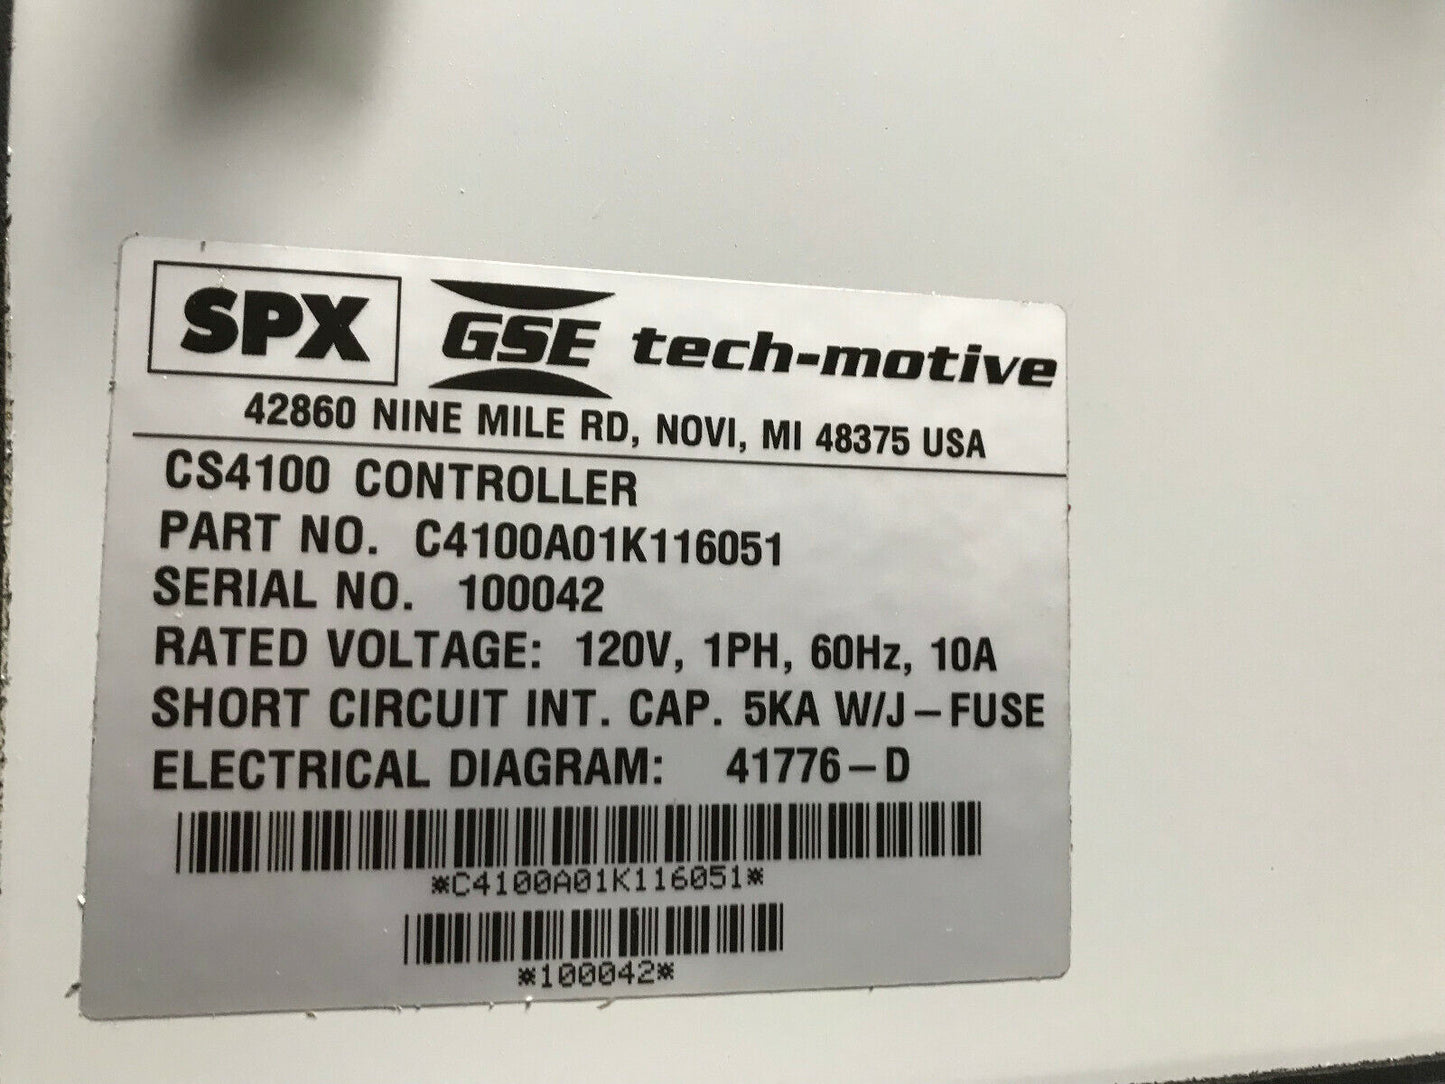 SPX GSE tech-motive
42860 NINE MILE RD, NOVI, MI 48375 USA
CS4100 CONTROLLER
PART NO. C4100A01K116051
SERIAL NO. 100042
RATED VOLTAGE: 120V, 1PH, 60Hz, 10A
SHORT CIRCUIT INT. CAP. 5KA W/J-FUSE
ELECTRICAL DIAGRAM: 41776-D
*C4100A01K116051*
*100042*